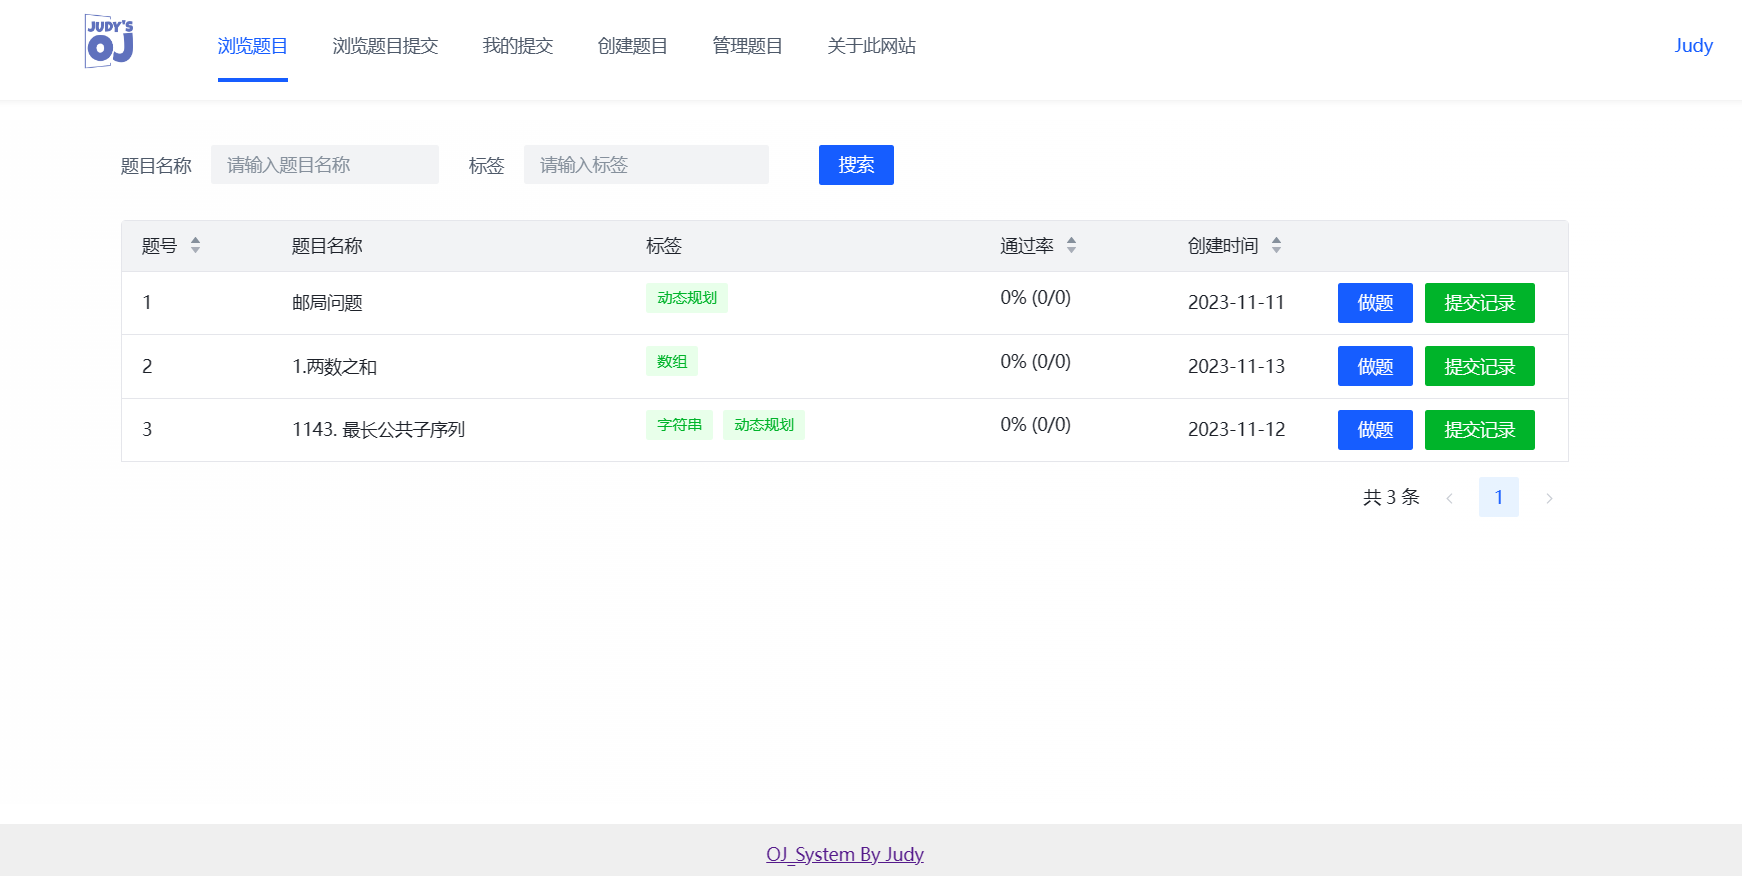 JUDY'S
OJ
浏览题目 浏览题目提交 我的提交 创建题目 管理题目 关于此网站 Judy
题目名称 请输入题目名称 标签 请输入标签 搜索
题号 题目名称 标签 通过率 创建时间
1 邮局问题 动态规划 0% (0/0) 2023-11-11 做题 提交记录
2 1.两数之和 数组 0% (0/0) 2023-11-13 做题 提交记录
3 1143. 最长公共子序列 字符串 动态规划 0% (0/0) 2023-11-12 做题 提交记录
共 3 条 1
OJ_System By Judy